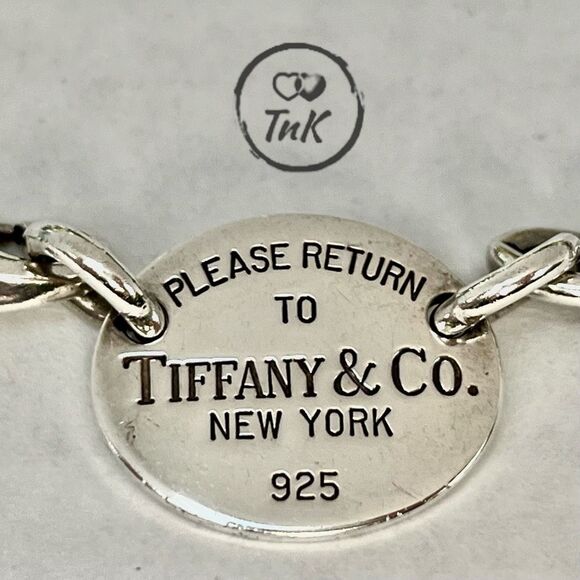 TnK
PLEASE RETURN
TO
TIFFANY & CO.
NEW YORK
925